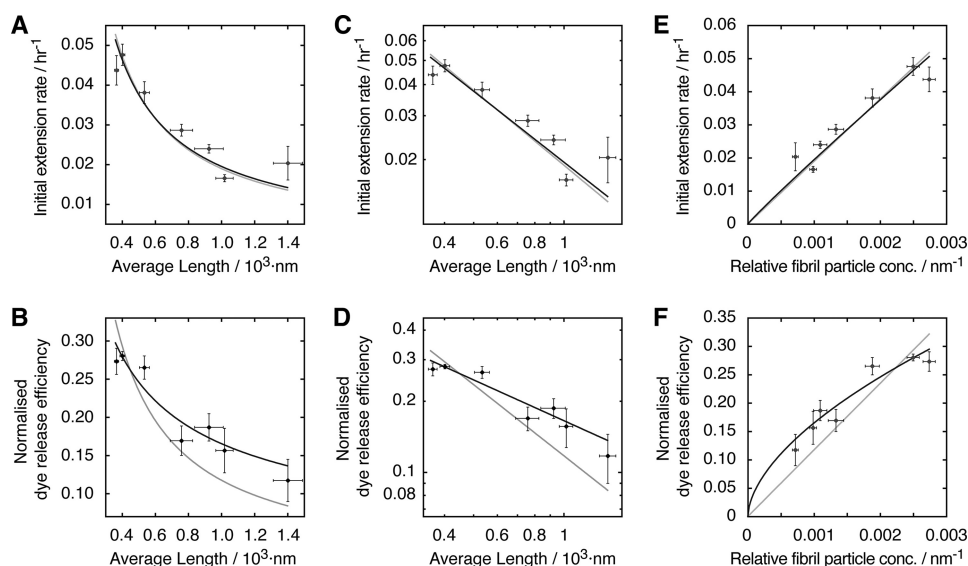 A
Initial extension rate / hr-1
0.05
0.04
0.03
0.02
0.01
0.4 0.6 0.8 1.0 1.2 1.4
Average Length / 10³·nm
C
Initial extension rate / hr-1
0.06
0.05
0.04
0.03
0.02
0.4 1
Average Length / 10³·nm
E
Initial extension rate / hr-1
0.06
0.05
0.04
0.03
0.02
0.01
0
0 0.001 0.002 0.003
Relative fibril particle conc. / nm-1
B
Normalised
dye release efficiency
0.30
0.25
0.20
0.15
0.10
0.4 0.6 0.8 1.0 1.2 1.4
Average Length / 10³·nm
D
Normalised
dye release efficiency
0.4
0.3
0.2
0.1
0.08
0.4 1
Average Length / 10³·nm
F
Normalised
dye release efficiency
0.35
0.30
0.25
0.20
0.15
0.10
0.05
0
0 0.001 0.002 0.003
Relative fibril particle conc. / nm-1